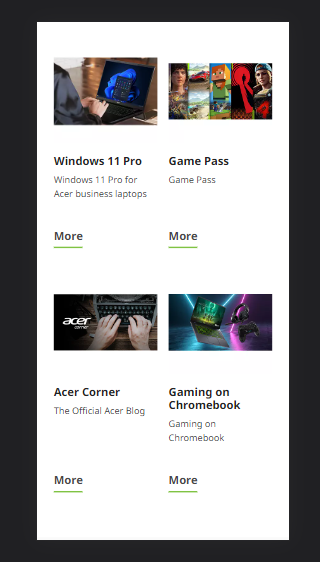 Windows 11 Pro
Windows 11 Pro for
Acer business laptops
More
Game Pass
Game Pass
More
acer
corner
Acer Corner
The Official Acer Blog
More
Gaming on
Chromebook
Gaming on
Chromebook
More